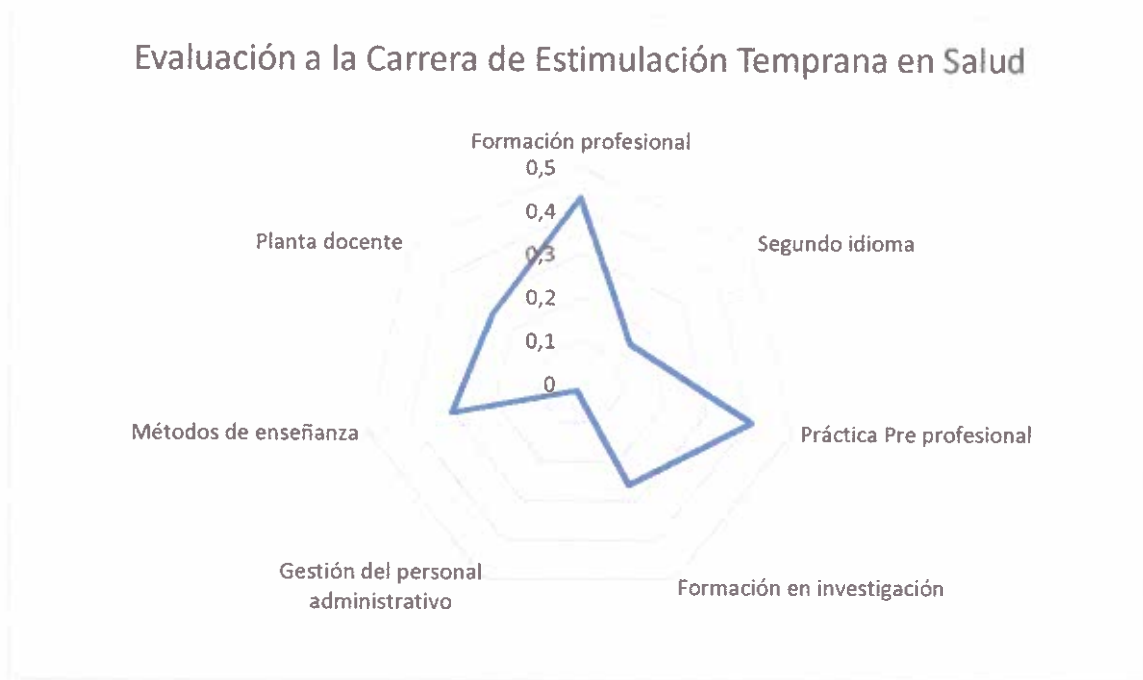 Evaluación a la Carrera de Estimulación Temprana en Salud
Formación profesional
0,5
0,4
0,3
0,2
0,1
0
Segundo idioma
Práctica Pre profesional
Formación en investigación
Gestión del personal
administrativo
Métodos de enseñanza
Planta docente